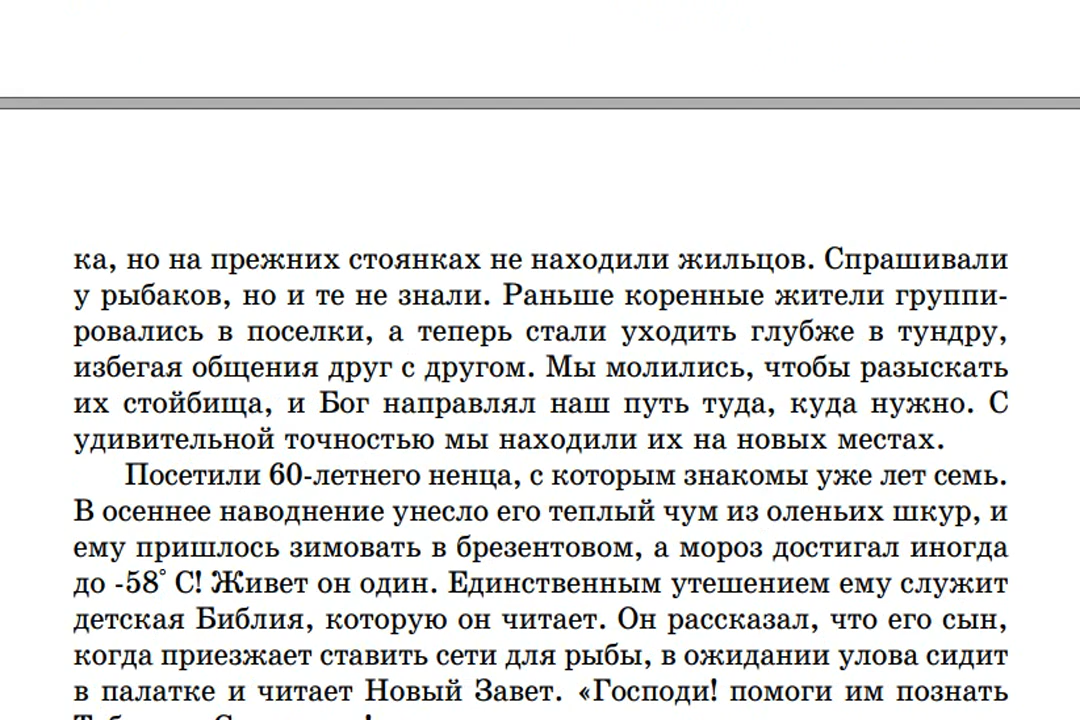 ка, но на прежних стоянках не находили жильцов. Спрашивали
у рыбаков, но и те не знали. Раньше коренные жители группи-
ровались в поселки, а теперь стали уходить глубже в тундру,
избегая общения друг с другом. Мы молились, чтобы разыскать
их стойбища, и Бог направлял наш путь туда, куда нужно. С
удивительной точностью мы находили их на новых местах.
Посетили 60-летнего ненца, с которым знакомы уже лет семь.
В осеннее наводнение унесло его теплый чум из оленьих шкур, и
ему пришлось зимовать в брезентовом, а мороз достигал иногда
до -58° С! Живет он один. Единственным утешением ему служит
детская Библия, которую он читает. Он рассказал, что его сын,
когда приезжает ставить сети для рыбы, в ожидании улова сидит
в палатке и читает Новый Завет. «Господи! помоги им познать